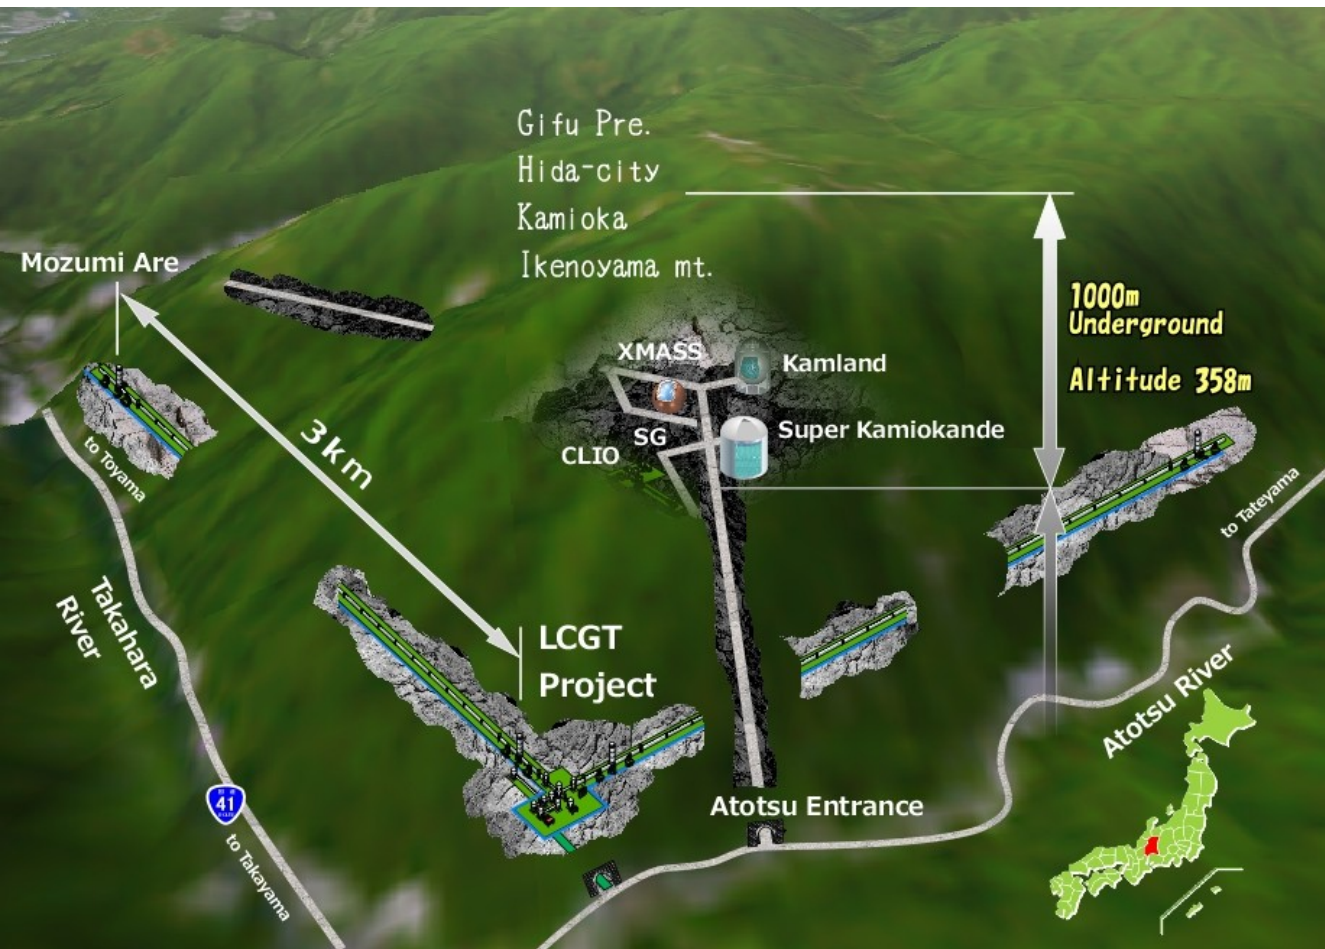 Gifu Pre.
Hida-city
Kamioka
Ikenoyama mt.
Mozumi Are
1000m
Underground
Altitude 358m
XMASS
Kamland
SG
Super Kamiokande
CLIO
3km
to Toyama
to Tateyama
Takahara
River
LCGT
Project
Atotsu River
41
Atotsu Entrance
to Takayama